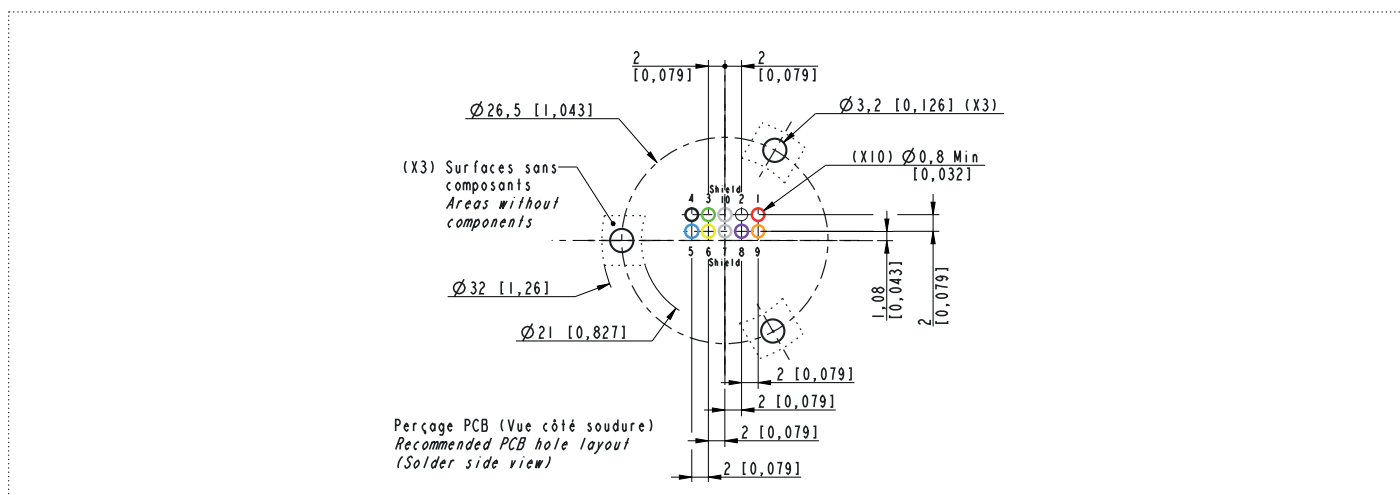 2
[0,079]
2
[0,079]
Ø26,5 [1,043]
Ø3,2 [0,126] (X3)
(X3) Surfaces sans
composants
Areas without
components
(X10) Ø0,8 Min
[0,032]
Shield
4 3 10 2 1
5 6 7 8 9
Shield
Ø32 [1,26]
Ø21 [0,827]
1,08
[0,043]
2
[0,079]
2 [0,079]
2 [0,079]
2 [0,079]
2 [0,079]
Perçage PCB (Vue côté soudure)
Recommended PCB hole layout
(Solder side view)